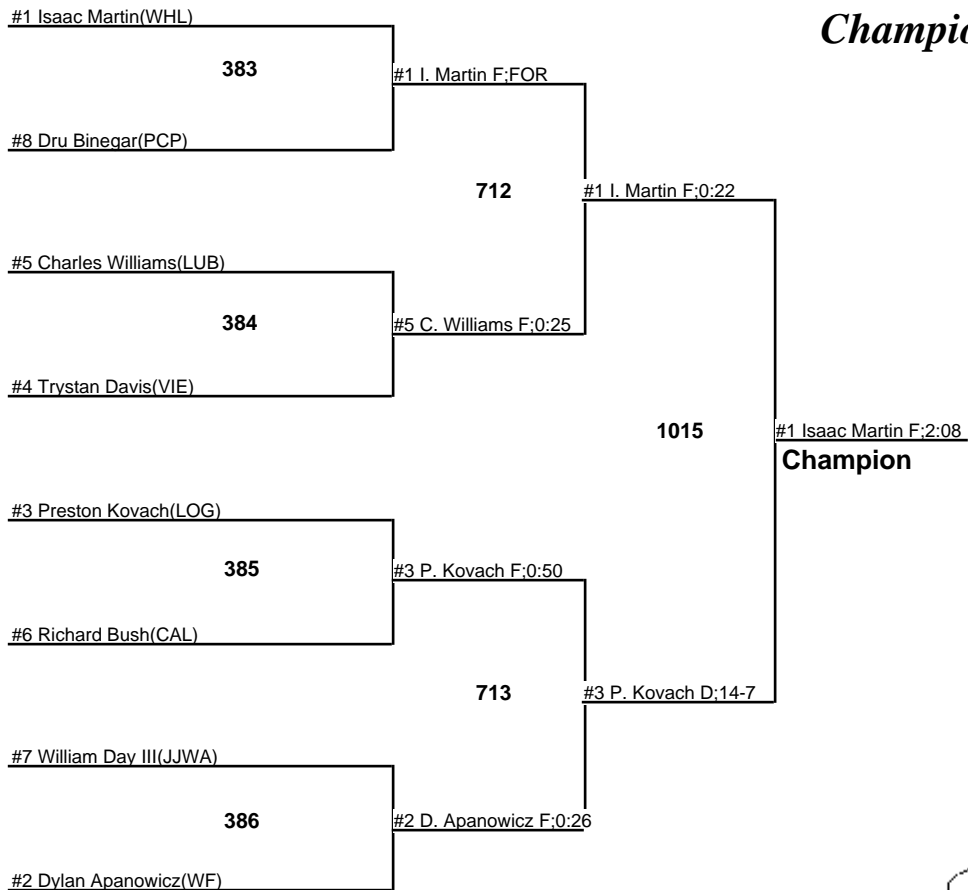 #1 Isaac Martin(WHL)
383
#1 I. Martin F;FOR
#8 Dru Binegar(PCP)
712
#1 I. Martin F;0:22
#5 Charles Williams(LUB)
384
#5 C. Williams F;0:25
#4 Trystan Davis(VIE)
1015
#1 Isaac Martin F;2:08
Champion
#3 Preston Kovach(LOG)
385
#3 P. Kovach F;0:50
#6 Richard Bush(CAL)
713
#3 P. Kovach D;14-7
#7 William Day III(JJWA)
386
#2 D. Apanowicz F;0:26
#2 Dylan Apanowicz(WF)